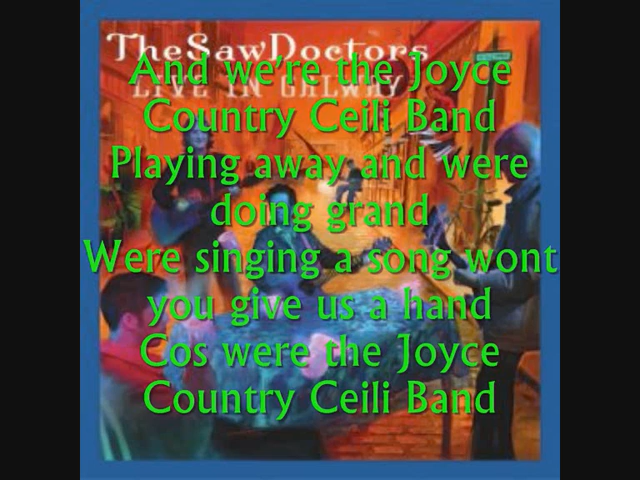 TheSawDoctors
And we're the Joyce
LIVE IN GALWAY
Country Ceili Band
Playing away and were
doing grand
Were singing a song wont
you give us a hand
Cos were the Joyce
Country Ceili Band